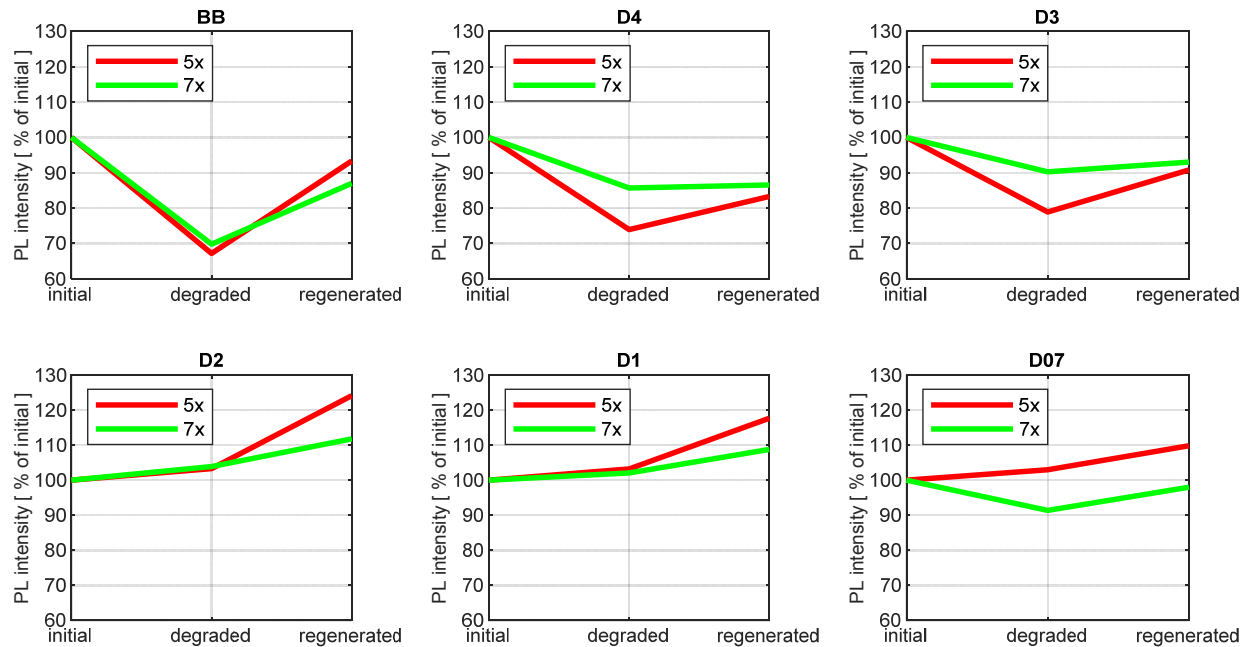 BB
PL intensity [ % of initial ]
130
120
110
100
90
80
70
60
5x
7x
initial
degraded
regenerated
D4
PL intensity [ % of initial ]
130
120
110
100
90
80
70
60
5x
7x
initial
degraded
regenerated
D3
PL intensity [ % of initial ]
130
120
110
100
90
80
70
60
5x
7x
initial
degraded
regenerated
D2
PL intensity [ % of initial ]
130
120
110
100
90
80
70
60
5x
7x
initial
degraded
regenerated
D1
PL intensity [ % of initial ]
130
120
110
100
90
80
70
60
5x
7x
initial
degraded
regenerated
D07
PL intensity [ % of initial ]
130
120
110
100
90
80
70
60
5x
7x
initial
degraded
regenerated